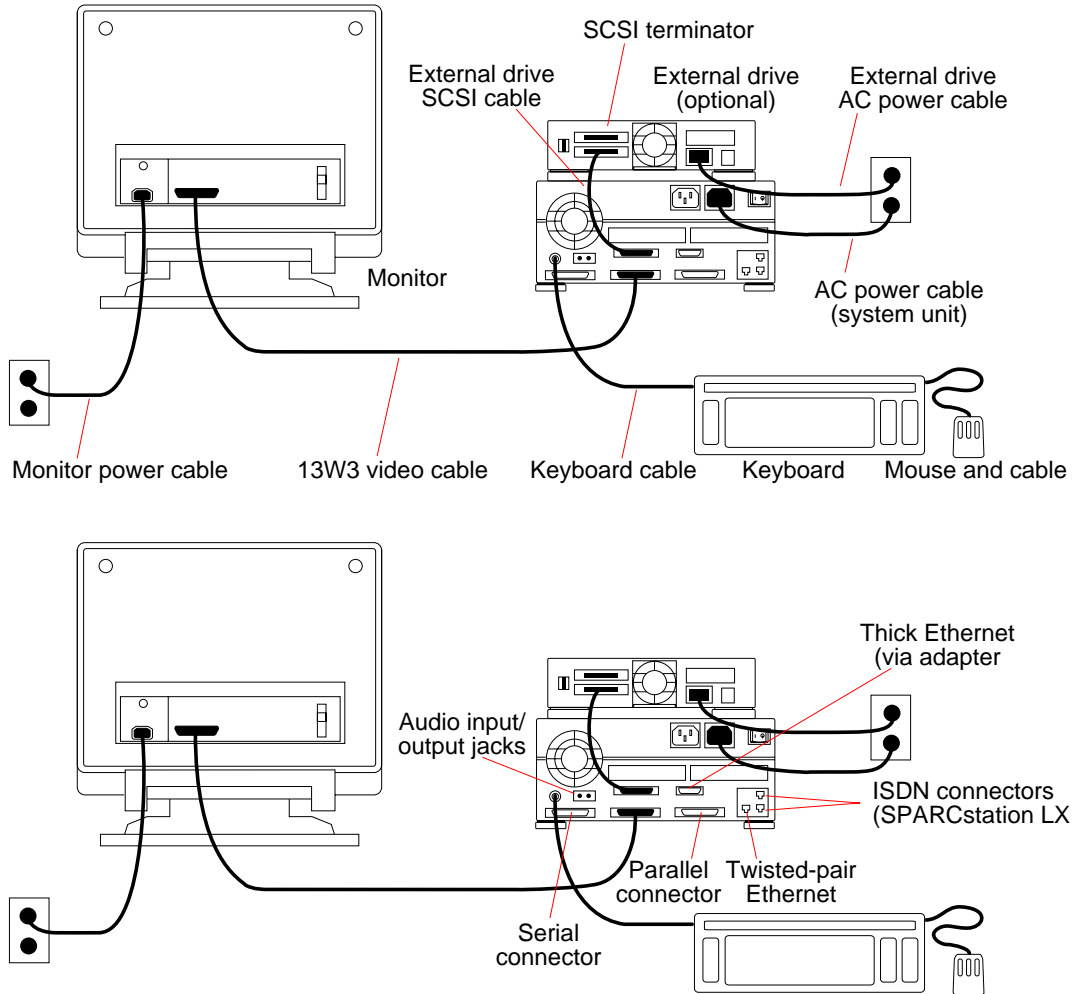 SCSI terminator
External drive
SCSI cable
External drive
(optional)
External drive
AC power cable
Monitor
AC power cable
(system unit)
Monitor power cable
13W3 video cable
Keyboard cable
Keyboard
Mouse and cable
Thick Ethernet
(via adapter
Audio input/
output jacks
ISDN connectors
(SPARCstation LX
Parallel
connector
Twisted-pair
Ethernet
Serial
connector